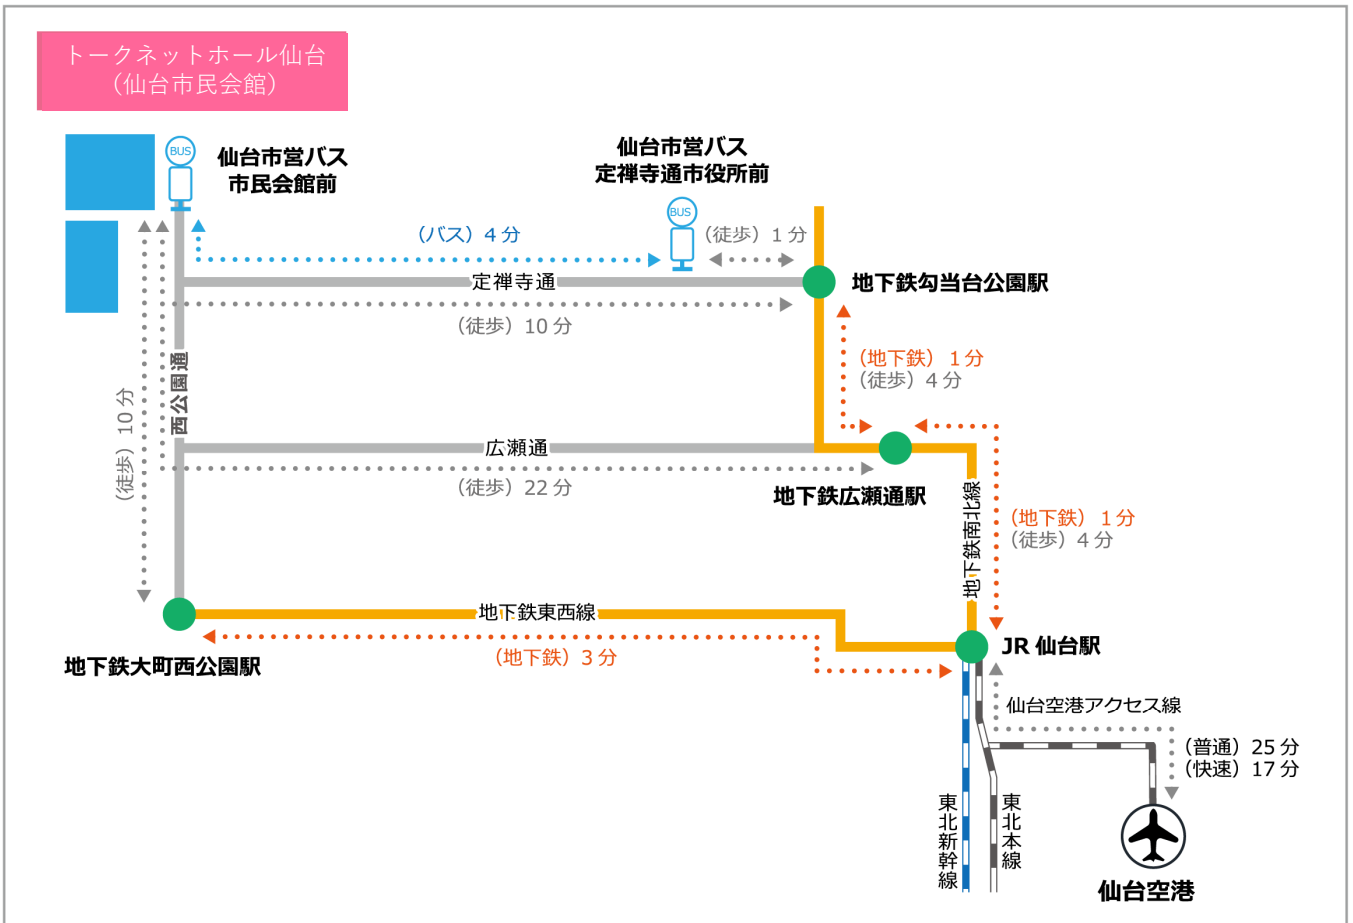 トークネットホール仙台
（仙台市民会館）
BUS
仙台市営バス
市民会館前
仙台市営バス
定禅寺通市役所前
BUS
（バス）4 分
（徒歩）1 分
定禅寺通
地下鉄勾当台公園駅
（徒歩）10 分
（地下鉄）1 分
（徒歩）4 分
西公園通
（徒歩）10 分
広瀬通
（徒歩）22 分
地下鉄広瀬通駅
地下鉄南北線
（地下鉄）1 分
（徒歩）4 分
地下鉄東西線
（地下鉄）3 分
地下鉄大町西公園駅
JR 仙台駅
仙台空港アクセス線
（普通）25 分
（快速）17 分
東北新幹線
東北本線
仙台空港